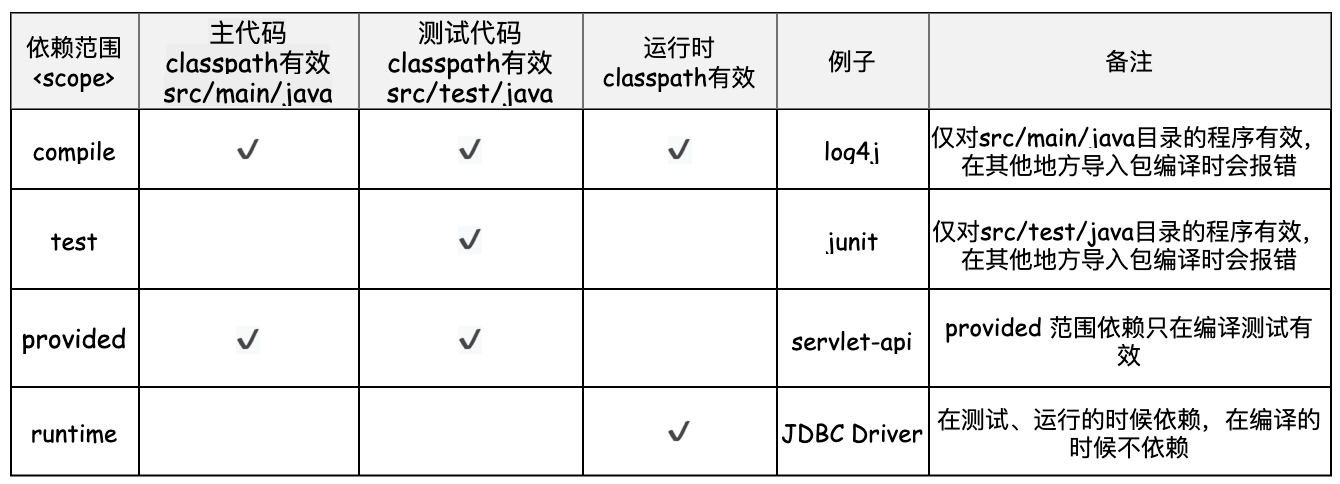 依赖范围
<scope>
主代码
classpath有效
src/main/java
测试代码
classpath有效
src/test/java
运行时
classpath有效
例子
备注
compile
✓
✓
✓
log4j
仅对src/main/java目录的程序有效，
在其他地方导入包编译时会报错
test
✓
junit
仅对src/test/java目录的程序有效，
在其他地方导入包编译时会报错
provided
✓
✓
servlet-api
provided 范围依赖只在编译测试有
效
runtime
✓
JDBC Driver
在测试、运行的时候依赖，在编译的
时候不依赖